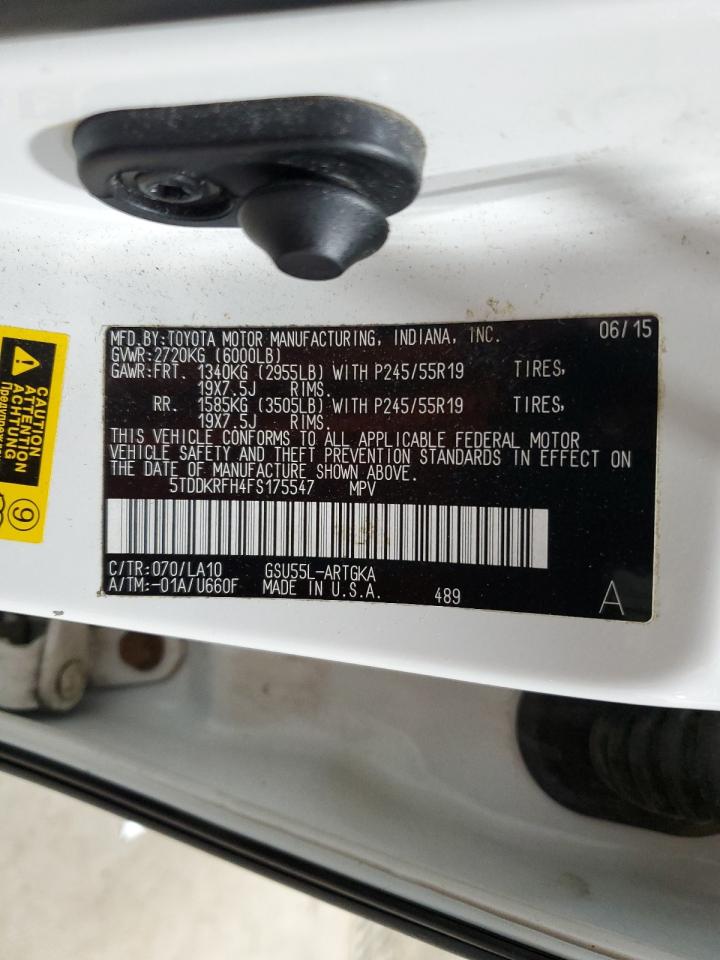 MFD.BY:TOYOTA MOTOR MANUFACTURING, INDIANA, INC. 06/15
GVWR:2720KG (6000LB)
GAWR:FRT. 1340KG (2955LB) WITH P245/55R19 TIRES,
19X7.5J RIMS.
RR. 1585KG (3505LB) WITH P245/55R19 TIRES,
19X7.5J RIMS.
THIS VEHICLE CONFORMS TO ALL APPLICABLE FEDERAL MOTOR
VEHICLE SAFETY AND THEFT PREVENTION STANDARDS IN EFFECT ON
THE DATE OF MANUFACTURE SHOWN ABOVE.
5TDDKRFH4FS175547 MPV
C/TR:070/LA10 GSU55L-ARTGKA
A/TM:-01A/U660F MADE IN U.S.A. 489 A
CAUTION
ATTENTION
ACHTUNG
9